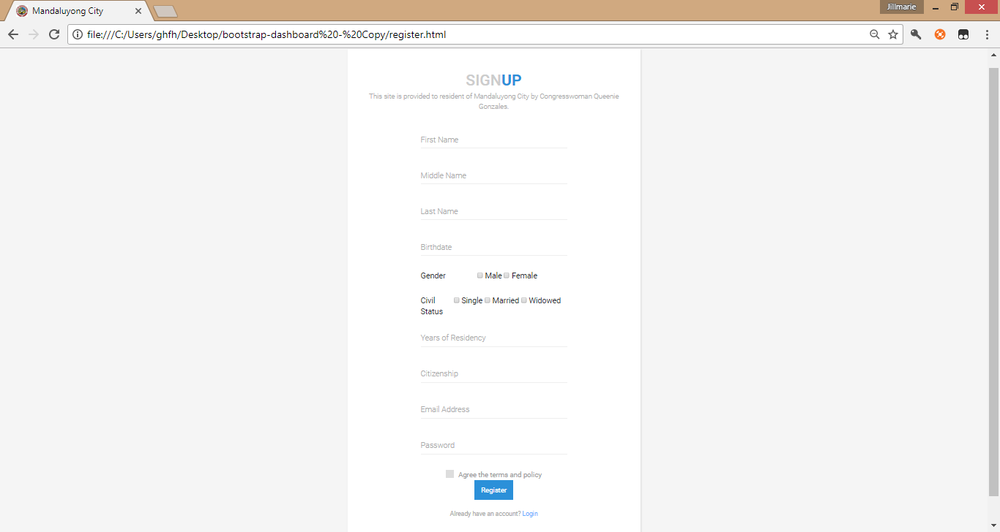 Mandaluyong City
Jillmarie
file:///C:/Users/ghfh/Desktop/bootstrap-dashboard%20-%20Copy/register.html
SIGNUP
This site is provided to resident of Mandaluyong City by Congresswoman Queenie
Gonzales.
First Name
Middle Name
Last Name
Birthdate
Gender Male Female
Civil Single Married Widowed
Status
Years of Residency
Citizenship
Email Address
Password
Agree the terms and policy
Register
Already have an account? Login